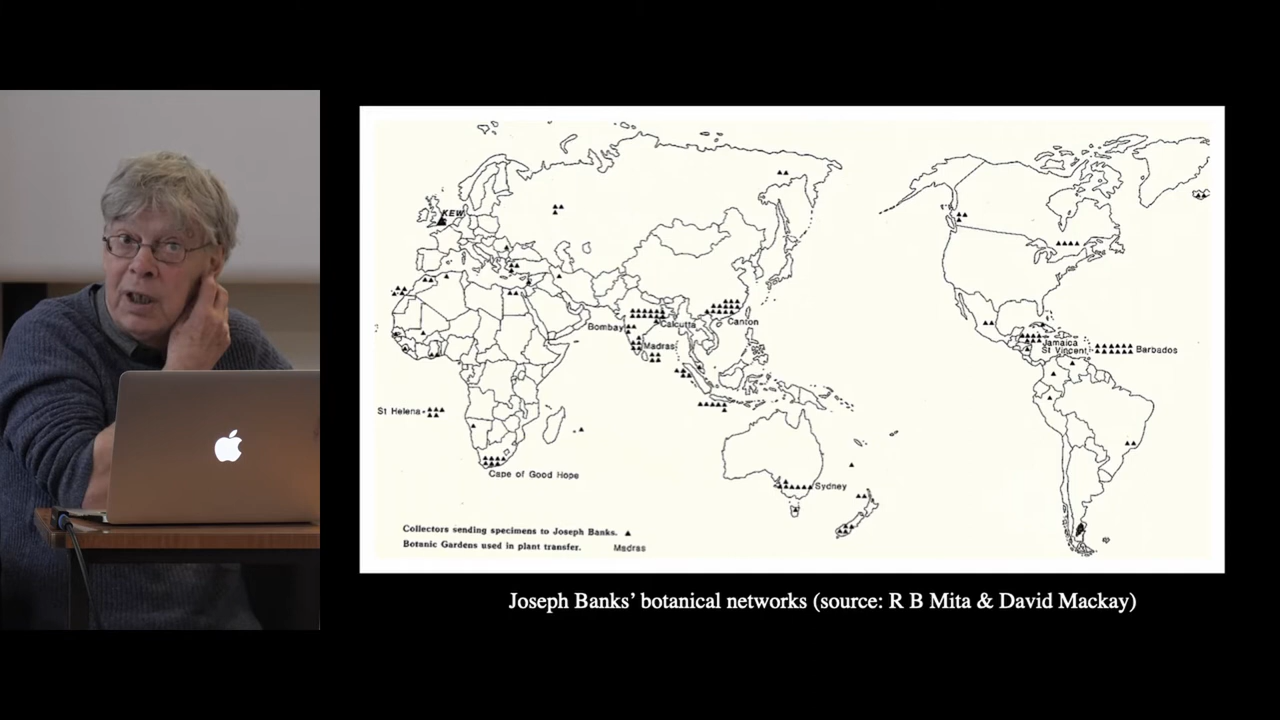 KEW
Bombay
Calcutta
Canton
Madras
Jamaica
St Vincent
Barbados
St Helena
Cape of Good Hope
Sydney
Collectors sending specimens to Joseph Banks.
Botanic Gardens used in plant transfer. Madras
Joseph Banks’ botanical networks (source: R B Mita & David Mackay)